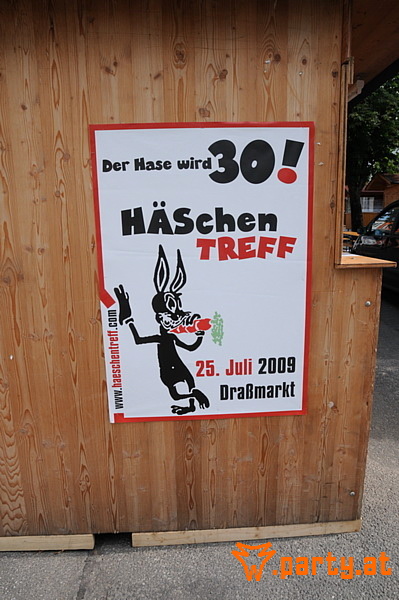 Der Hase wird 30!
HÄSchen
TREFF
www.haeschentreff.com
25. Juli 2009
Draßmarkt
w.party.at